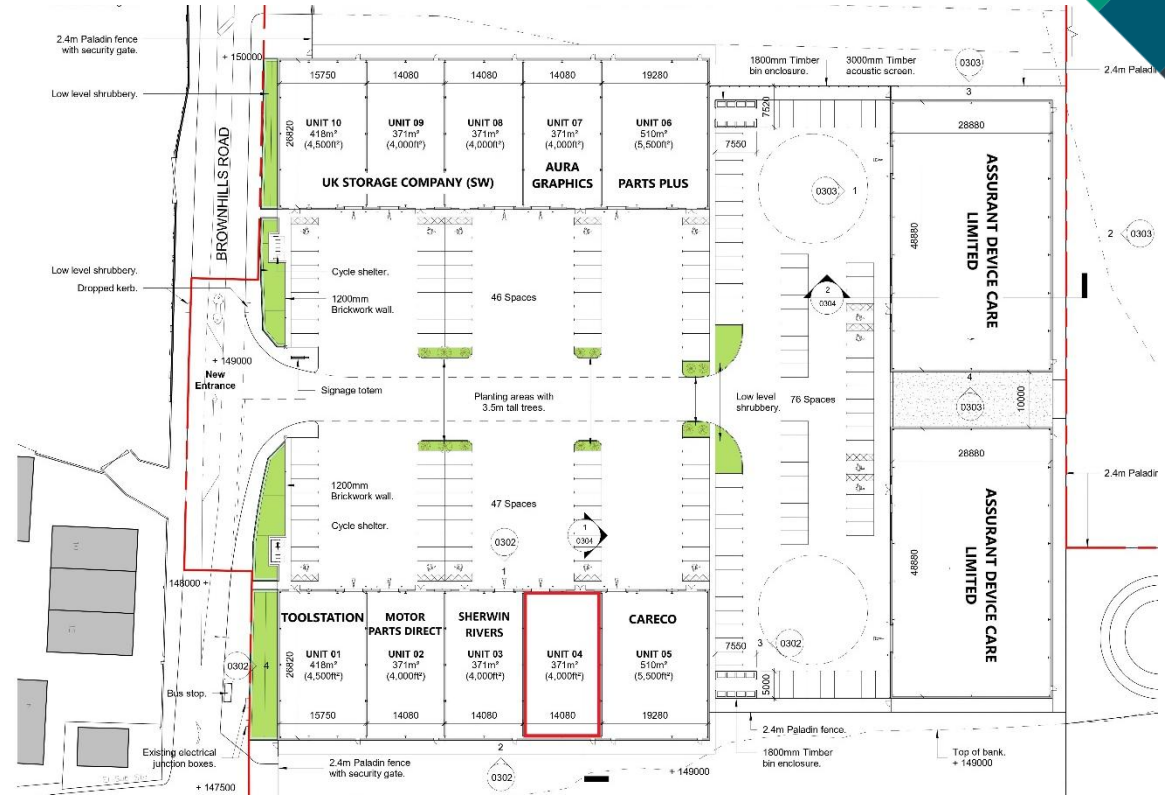 2.4m Paladin fence
with security gate.
+ 150000
Low level shrubbery.
BROWNHILLS ROAD
Low level shrubbery.
Dropped kerb.
+ 149000
New
Entrance
15750
14080
14080
14080
19280
26820
UNIT 10
418m²
(4,500ft²)
UNIT 09
371m²
(4,000ft²)
UNIT 08
371m²
(4,000ft²)
UNIT 07
371m²
(4,000ft²)
UNIT 06
510m²
(5,500ft²)
UK STORAGE COMPANY (SW)
AURA
GRAPHICS
PARTS PLUS
1800mm Timber
bin enclosure.
3000mm Timber
acoustic screen.
0303
3
2.4m Paladin
7520
7550
28880
0303
1
ASSURANT DEVICE CARE
LIMITED
48880
2
0303
Cycle shelter.
1200mm
Brickwork wall.
46 Spaces
2
0304
Signage totem
Planting areas with
3.5m tall trees.
Low level
shrubbery.
76 Spaces
4
0303
10000
28880
2.4m Paladin
1200mm
Brickwork wall.
Cycle shelter.
47 Spaces
0302
1
1
0304
ASSURANT DEVICE CARE
LIMITED
48880
148000 +
0302
4
Bus stop.
Existing electrical
junction boxes.
+ 147500
TOOLSTATION
MOTOR
PARTS DIRECT
SHERWIN
RIVERS
CARECO
26820
UNIT 01
418m²
(4,500ft²)
UNIT 02
371m²
(4,000ft²)
UNIT 03
371m²
(4,000ft²)
UNIT 04
371m²
(4,000ft²)
UNIT 05
510m²
(5,500ft²)
15750
14080
14080
14080
19280
7550
3
0302
5000
2
0302
2.4m Paladin fence
with security gate.
+ 149000
2.4m Paladin fence.
1800mm Timber
bin enclosure.
Top of bank.
+ 149000